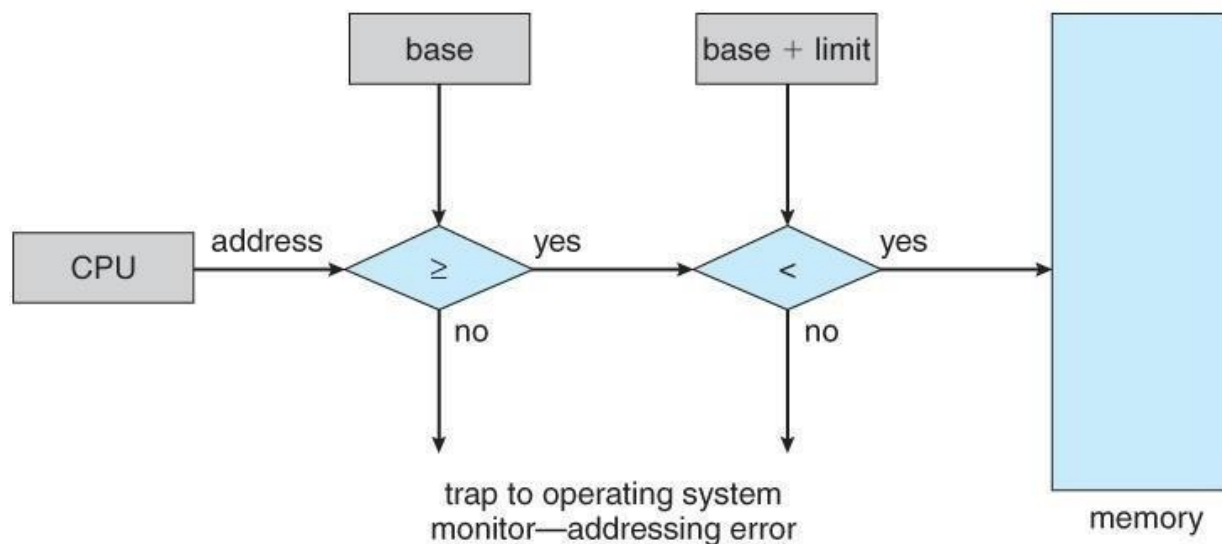 base
base + limit
CPU
address
≥
yes
<
yes
no
no
trap to operating system
monitor—addressing error
memory